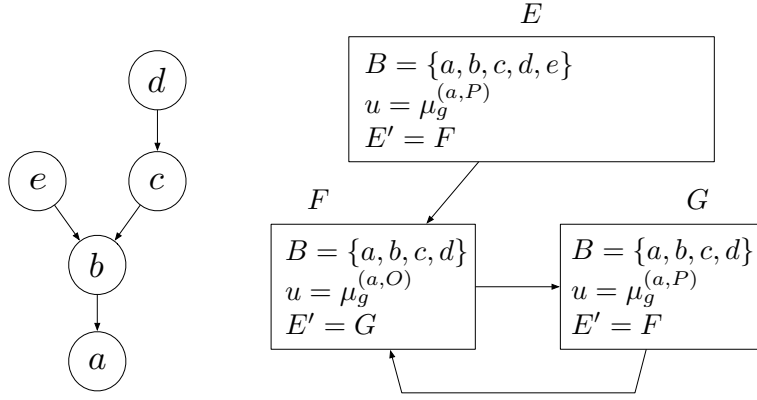 d
e
c
b
a
E
B = {a, b, c, d, e}
u = μ_g^{(a,P)}
E′ = F
F
B = {a, b, c, d}
u = μ_g^{(a,O)}
E′ = G
G
B = {a, b, c, d}
u = μ_g^{(a,P)}
E′ = F